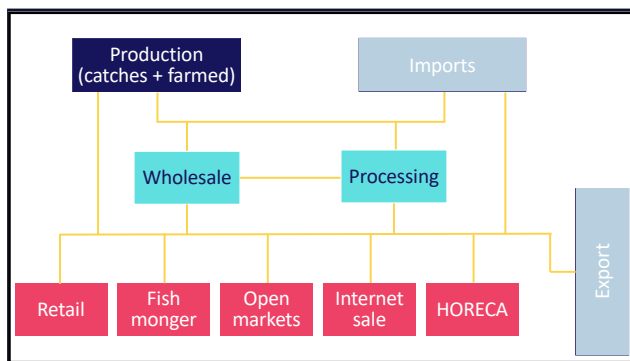 Production
(catches + farmed)
Imports
Wholesale
Processing
Export
Retail
Fish
monger
Open
markets
Internet
sale
HORECA